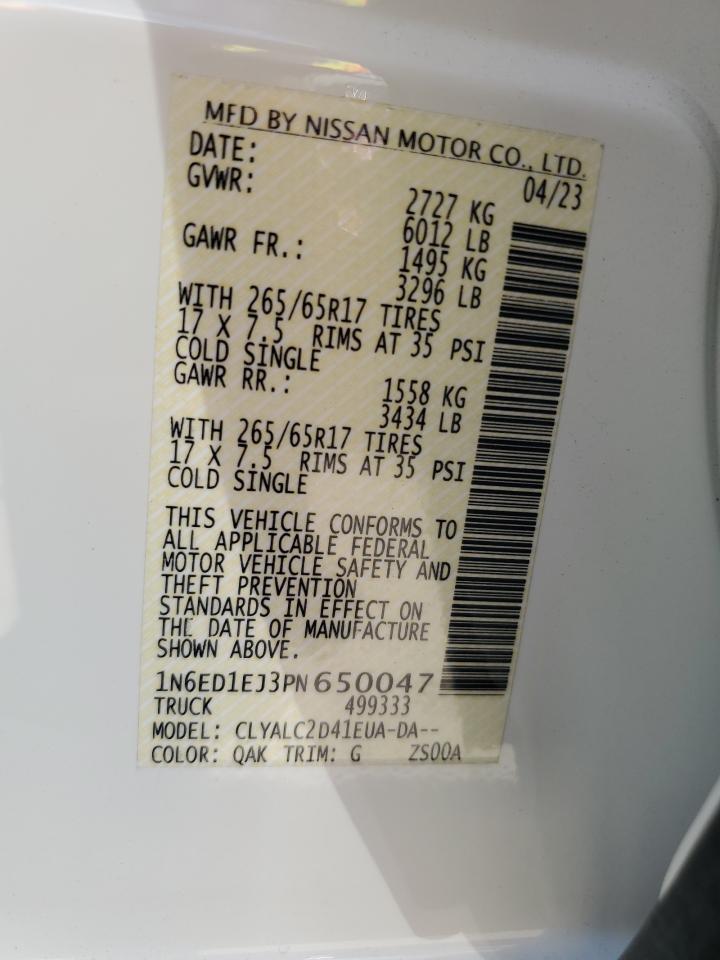 MFD BY NISSAN MOTOR CO., LTD.
DATE: 04/23
GVWR: 2727 KG
6012 LB
GAWR FR.: 1495 KG
3296 LB
WITH 265/65R17 TIRES
17 X 7.5 RIMS AT 35 PSI
COLD SINGLE
GAWR RR.: 1558 KG
3434 LB
WITH 265/65R17 TIRES
17 X 7.5 RIMS AT 35 PSI
COLD SINGLE
THIS VEHICLE CONFORMS TO
ALL APPLICABLE FEDERAL
MOTOR VEHICLE SAFETY AND
THEFT PREVENTION
STANDARDS IN EFFECT ON
THE DATE OF MANUFACTURE
SHOWN ABOVE.
1N6ED1EJ3PN650047
TRUCK 499333
MODEL: CLYALC2D41EUA-DA--
COLOR: QAK TRIM: G ZS00A